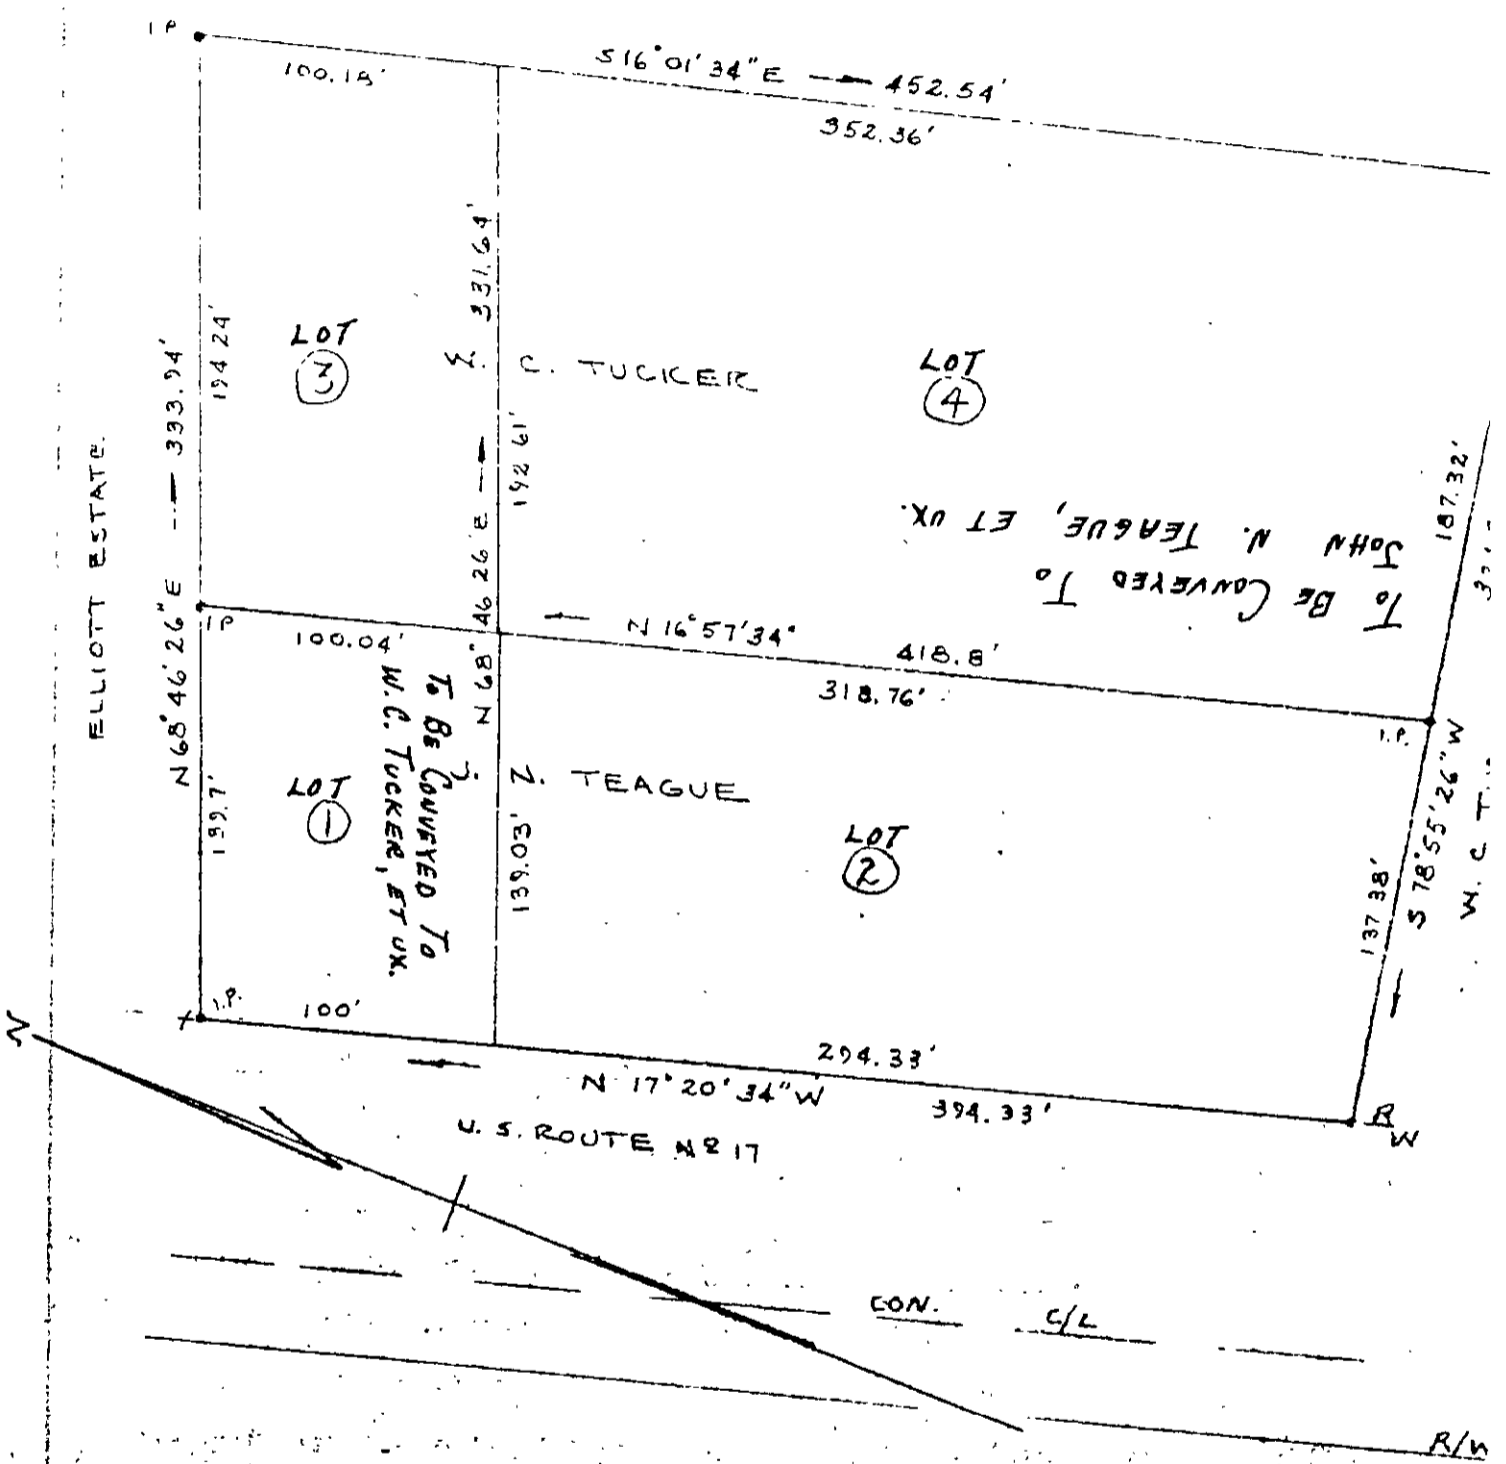 I.P
100.18'
S 16° 01' 34" E 452.54'
352.36'
N 68° 46' 26" E 333.94'
194.24'
LOT
3
331.64'
192.61'
C. TUCKER
LOT
4
187.32'
TO BE CONVEYED TO
JOHN N. TEAGUE, ET UX.
ELLIOTT ESTATE
I.P
100.04'
N 68° 46' 26" E
N 16° 57' 34"
418.8'
318.76'
I.P.
139.7'
LOT
1
TO BE CONVEYED TO
W.C. TUCKER, ET UX.
139.03'
TEAGUE
LOT
2
137.38'
S 78° 55' 26" W
W. C
I.P.
100'
294.33'
N 17° 20' 34" W
394.33'
R
W
N
U. S. ROUTE Nº 17
CON. C/L
R/W